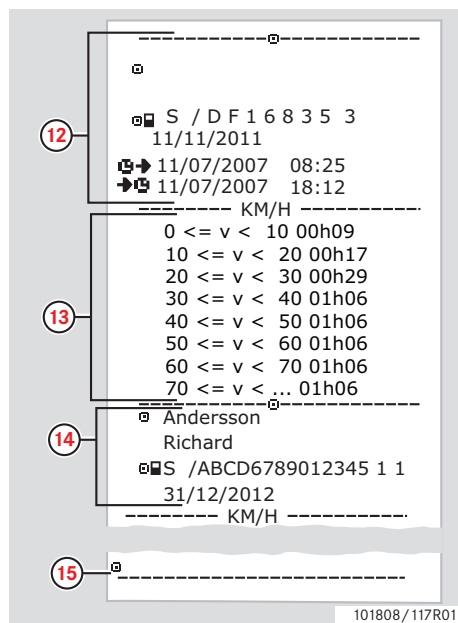 12
S / D F 1 6 8 3 5 3
11/11/2011
11/07/2007 08:25
11/07/2007 18:12
--------- KM/H ---------
0 <= v < 10 00h09
10 <= v < 20 00h17
20 <= v < 30 00h29
13
30 <= v < 40 01h06
40 <= v < 50 01h06
50 <= v < 60 01h06
60 <= v < 70 01h06
70 <= v < ... 01h06
Andersson
14
Richard
S /ABCD6789012345 1 1
31/12/2012
--------- KM/H ---------
15
101808/117R01